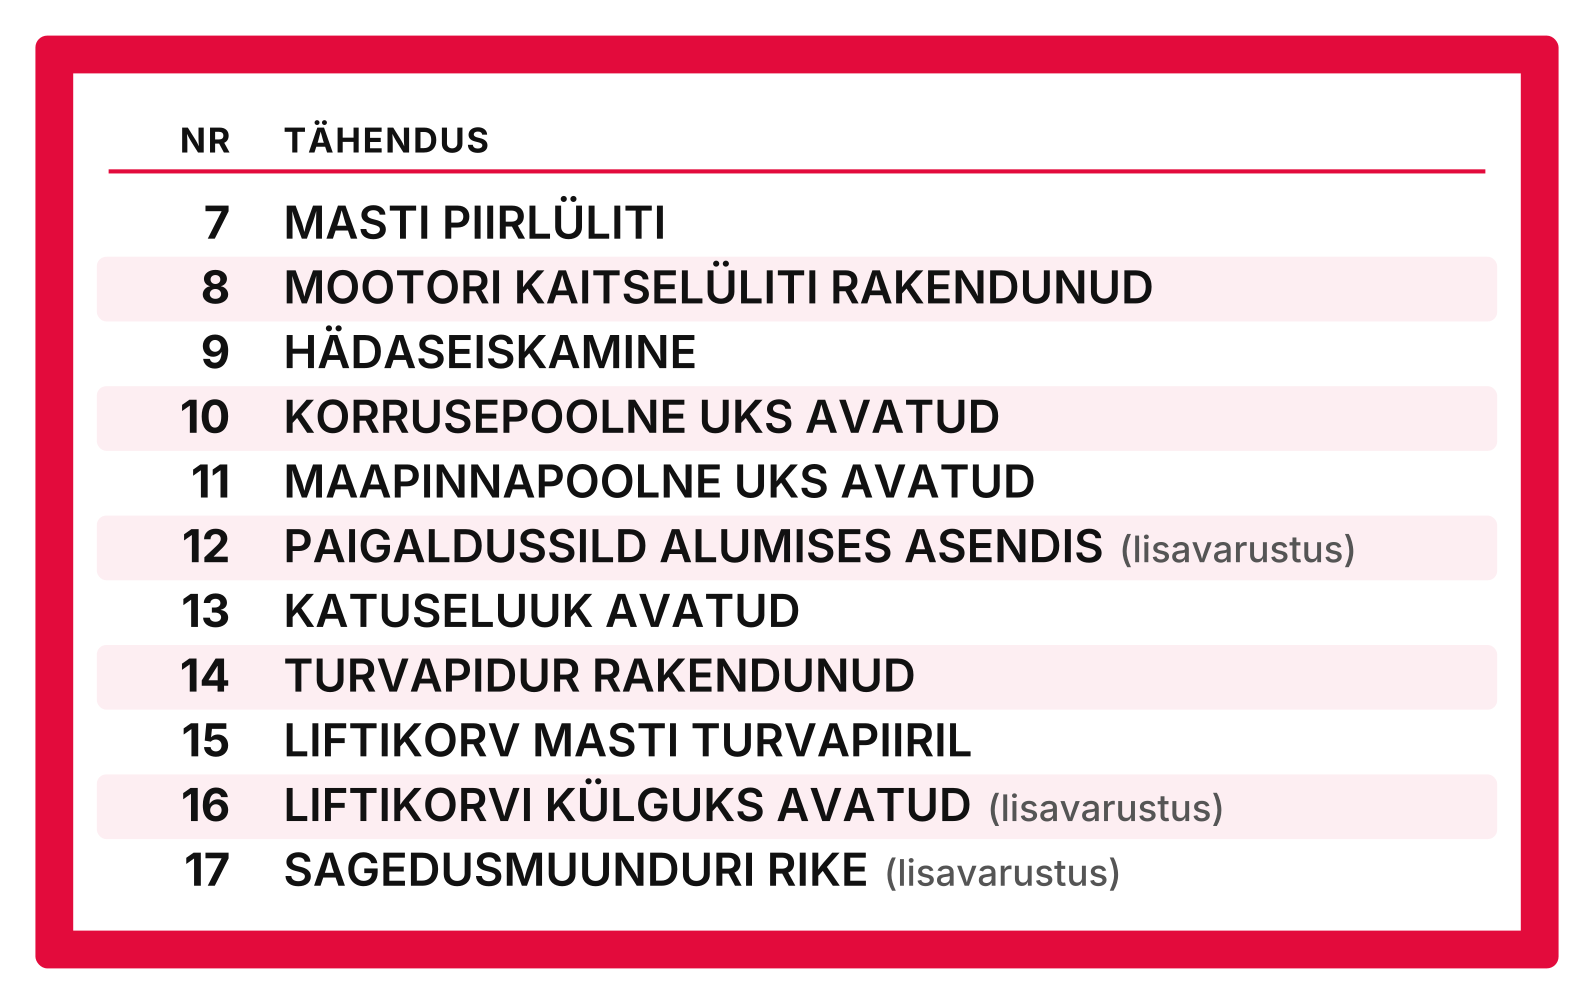 NR TÄHENDUS
7 MASTI PIIRLÜLITI
8 MOOTORI KAITSELÜLITI RAKENDUNUD
9 HÄDASEISKAMINE
10 KORRUSEPOOLNE UKS AVATUD
11 MAAPINNAPOOLNE UKS AVATUD
12 PAIGALDUSSILD ALUMISES ASENDIS (lisavarustus)
13 KATUSELUUK AVATUD
14 TURVAPIDUR RAKENDUNUD
15 LIFTIKORV MASTI TURVAPIIRIL
16 LIFTIKORVI KÜLGUKS AVATUD (lisavarustus)
17 SAGEDUSMUUNDURI RIKE (lisavarustus)